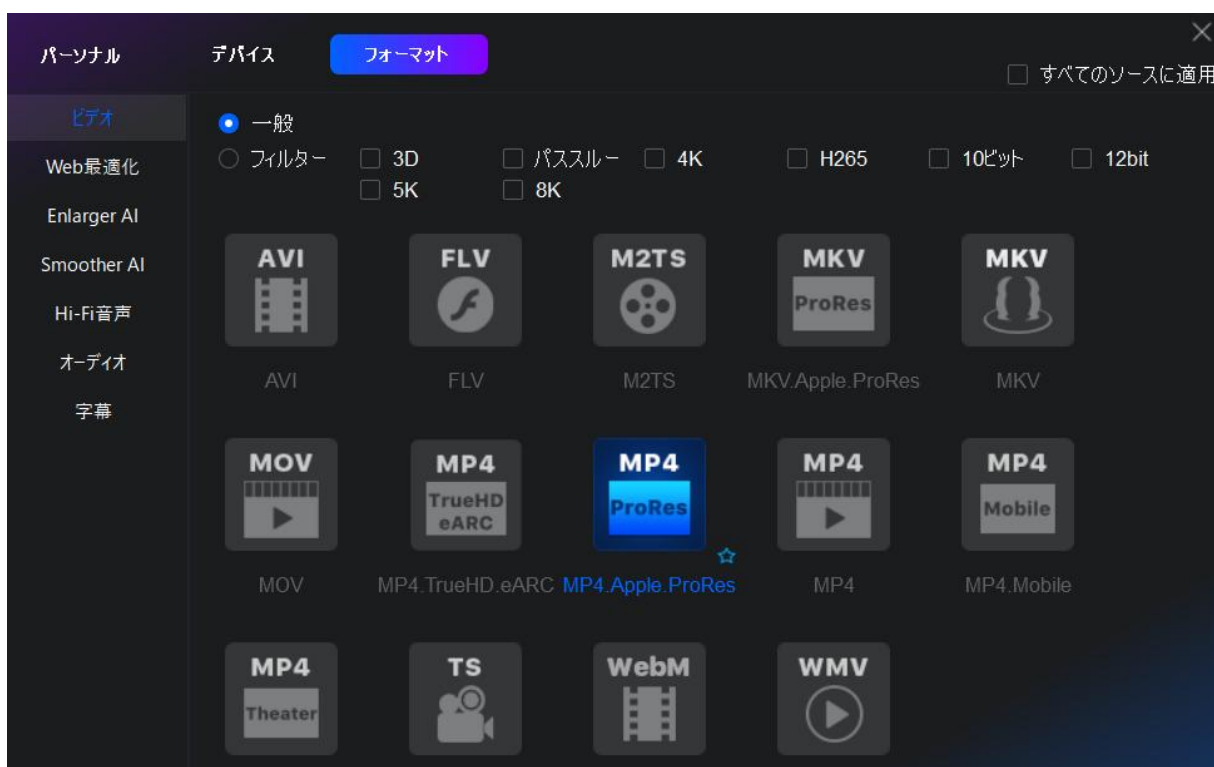 パーソナル デバイス フォーマット
すべてのソースに適用
ビデオ
Web最適化
Enlarger AI
Smoother AI
Hi-Fi音声
オーディオ
字幕
一般
フィルター 3D パススルー 4K H265 10ビット 12bit
5K 8K
AVI FLV M2TS MKV MKV
ProRes
AVI FLV M2TS MKV.Apple.ProRes MKV
MOV MP4 MP4 MP4 MP4
TrueHD eARC ProRes Mobile
MOV MP4.TrueHD.eARC MP4.Apple.ProRes MP4 MP4.Mobile
MP4 TS WebM WMV
Theater